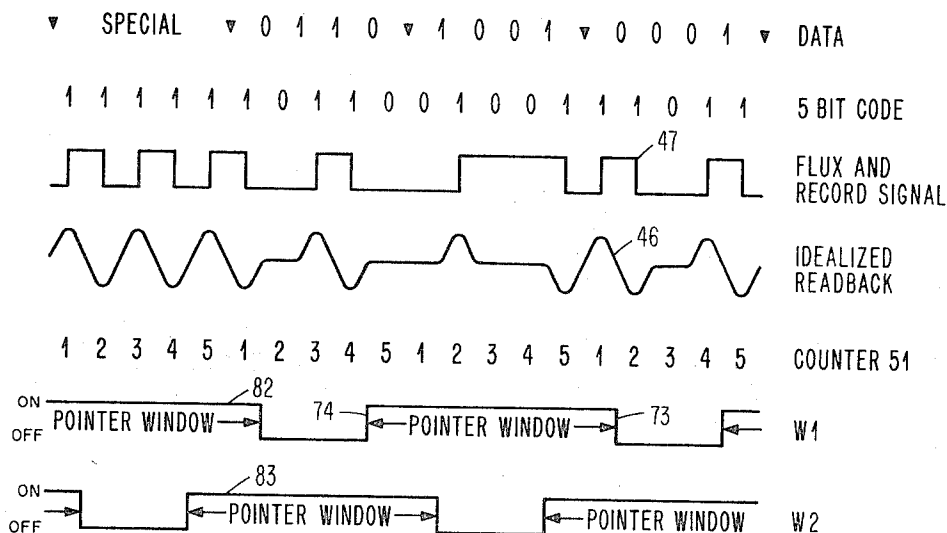 ▼ SPECIAL ▼ 0 1 1 0 ▼ 1 0 0 1 ▼ 0 0 0 1 ▼ DATA
1 1 1 1 1 1 0 1 1 0 0 1 0 0 1 1 1 0 1 1 5 BIT CODE
47
FLUX AND
RECORD SIGNAL
46
IDEALIZED
READBACK
1 2 3 4 5 1 2 3 4 5 1 2 3 4 5 1 2 3 4 5 COUNTER 51
ON 82
OFF POINTER WINDOW 74 POINTER WINDOW 73 W1
ON 83
OFF POINTER WINDOW POINTER WINDOW W2